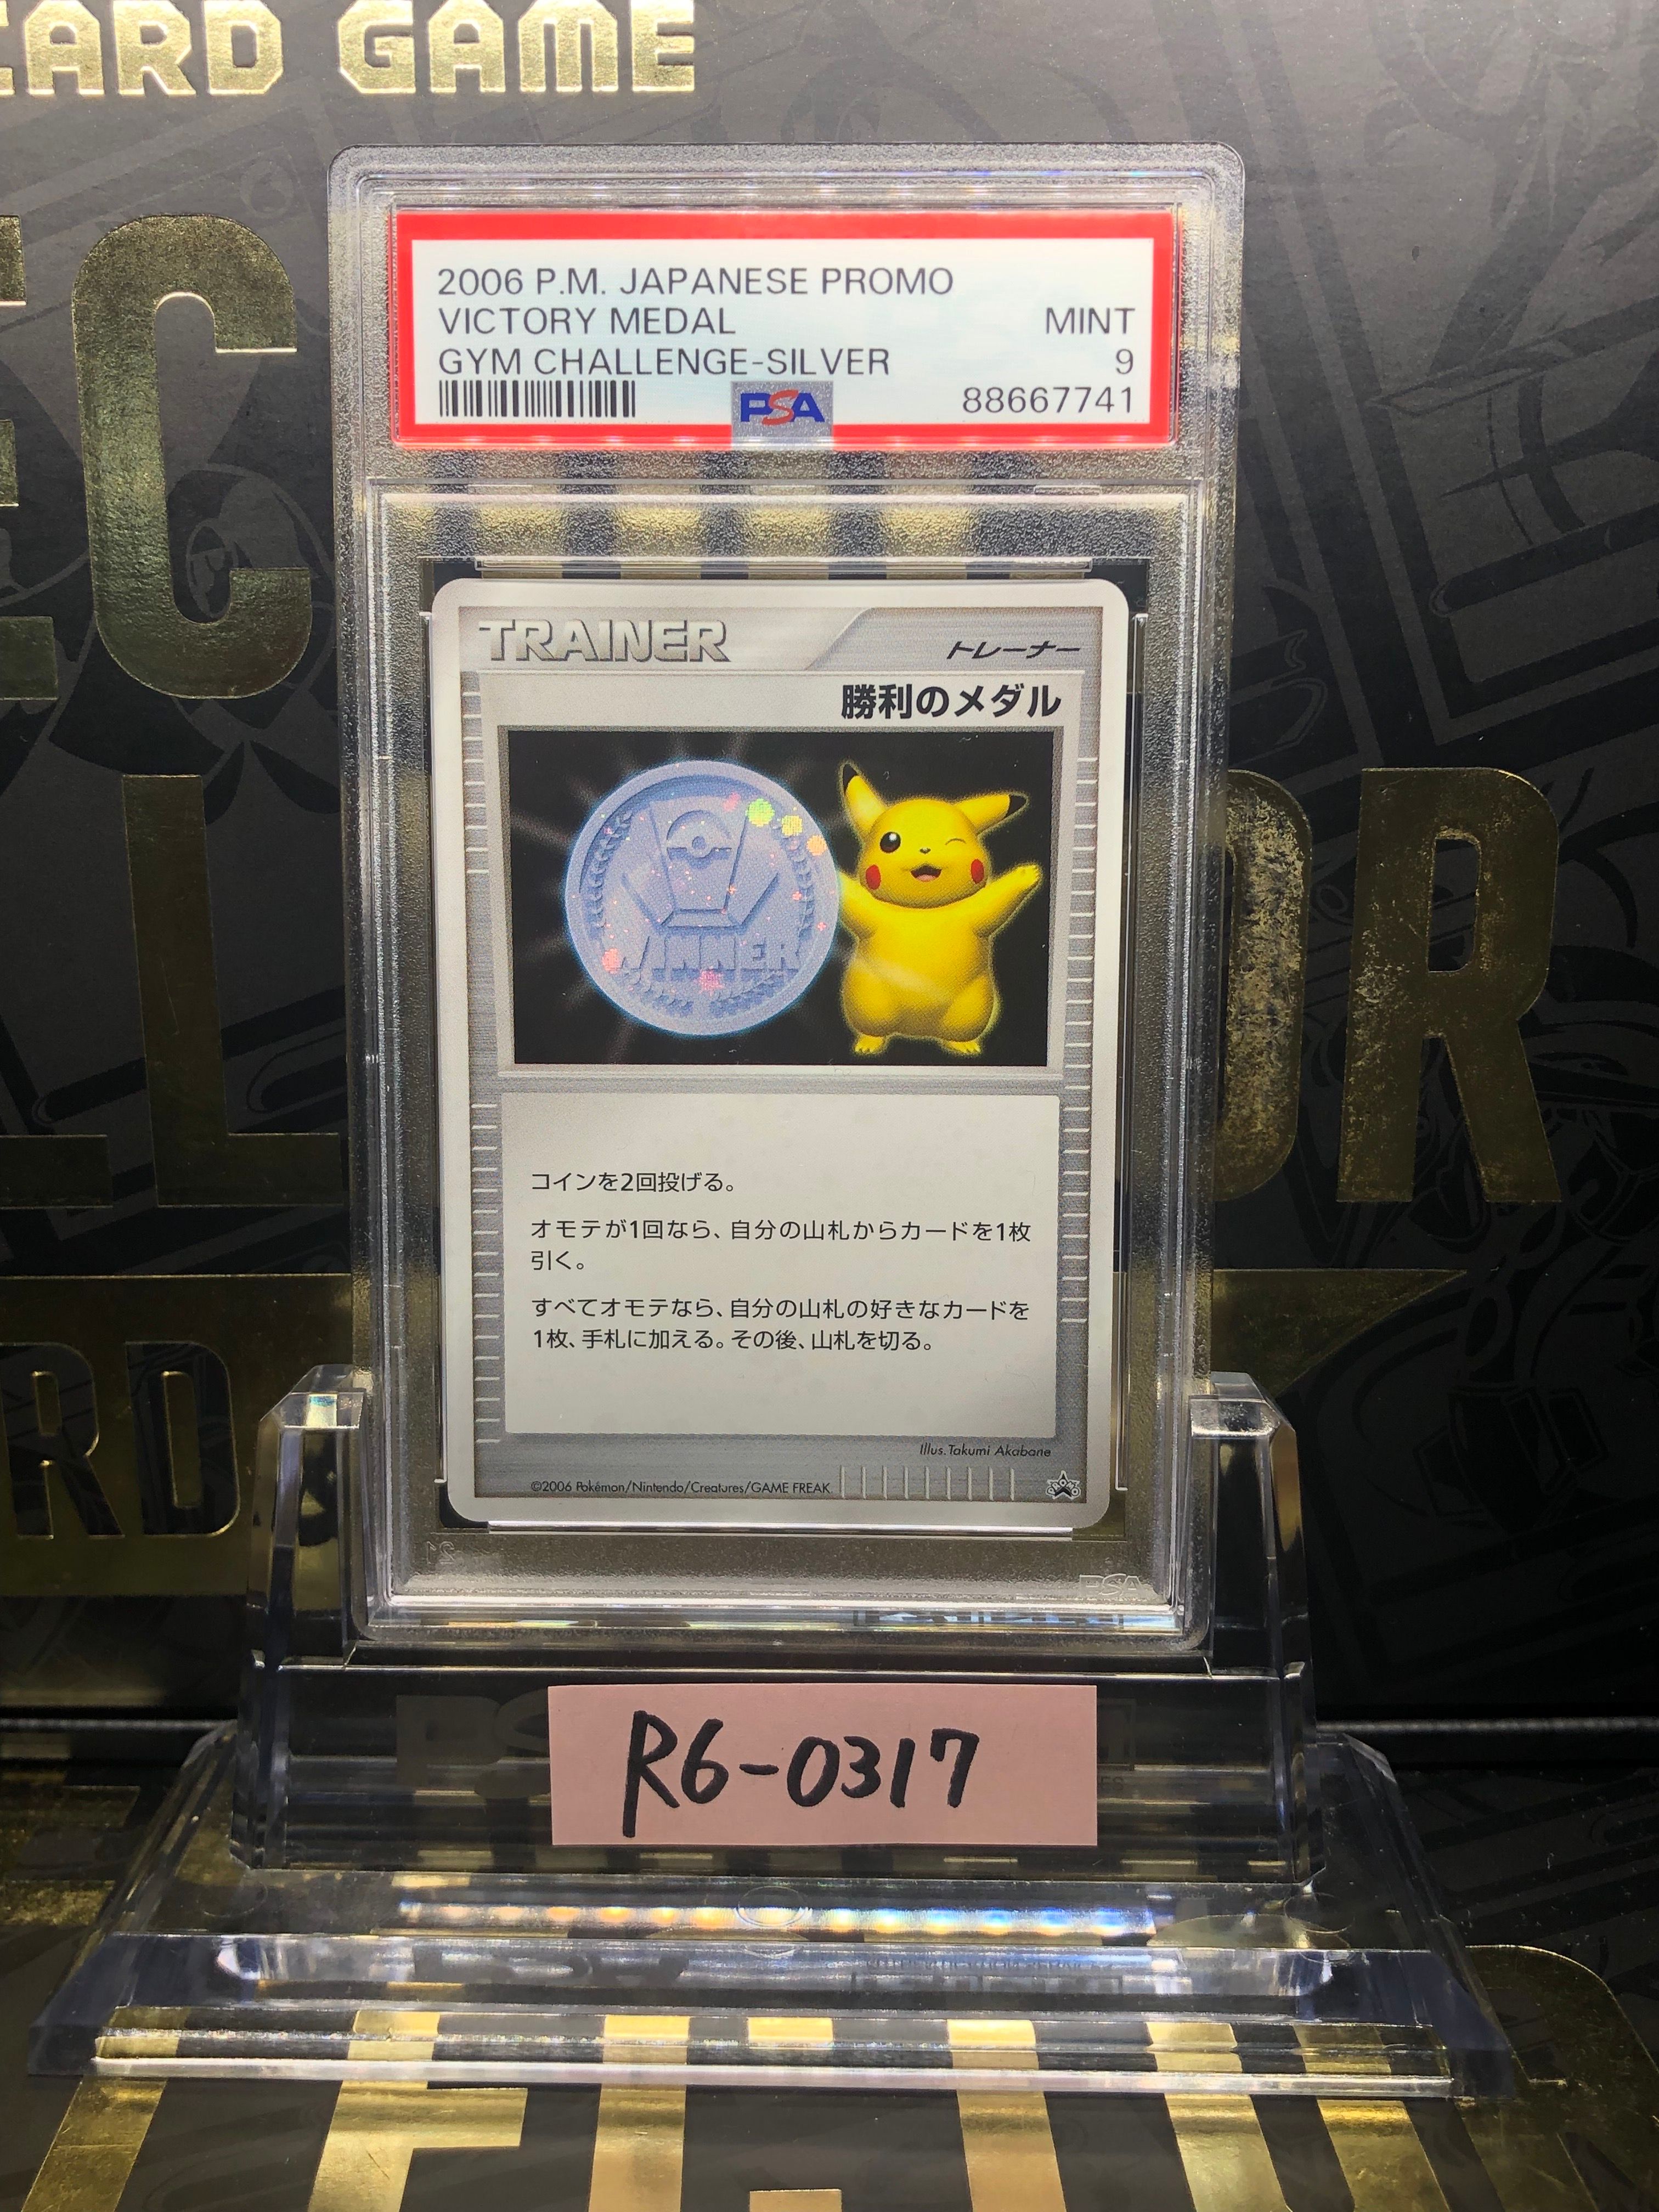 CARD GAME
2006 P.M. JAPANESE PROMO
VICTORY MEDAL MINT
GYM CHALLENGE-SILVER 9
PSA 88667741
TRAINER トレーナー
勝利のメダル
WINNER
コインを2回投げる。
オモテが1回なら、自分の山札からカードを1枚
引く。
すべてオモテなら、自分の山札の好きなカードを
1枚、手札に加える。その後、山札を切る。
Illus. Takumi Akabane
©2006 Pokémon/Nintendo/Creatures/GAME FREAK
PSA
R6-0317